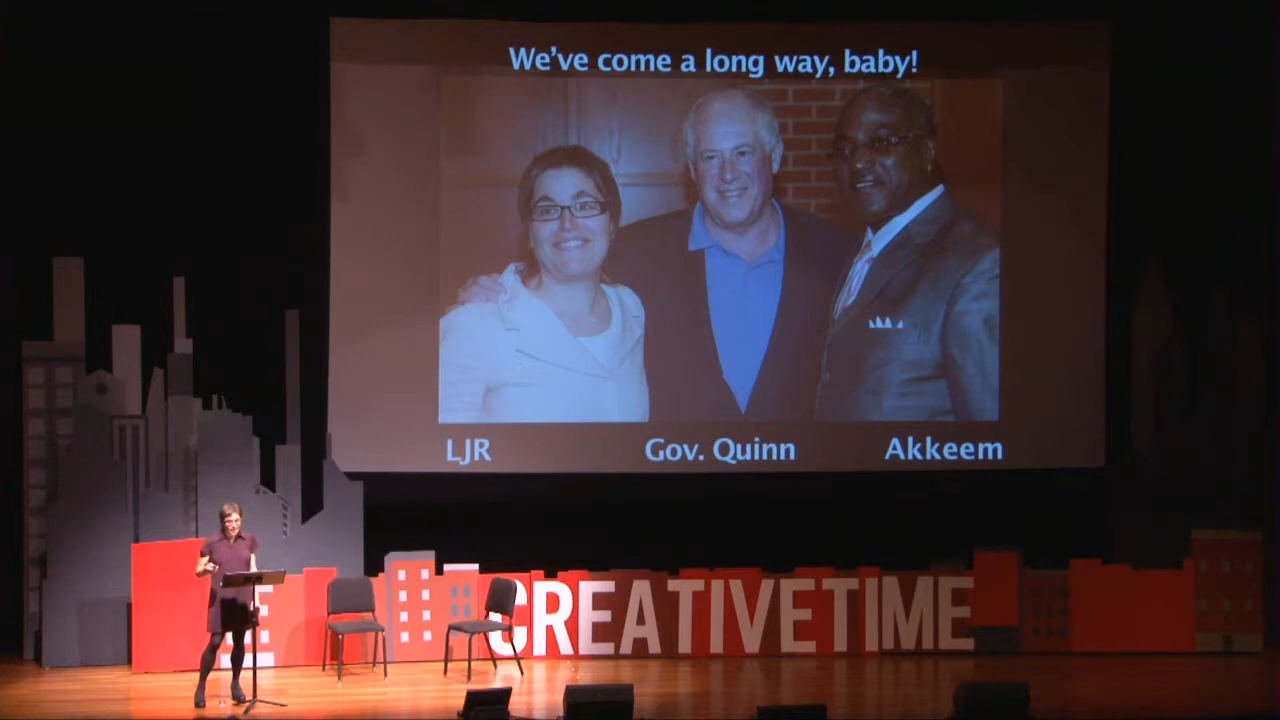 We've come a long way, baby!
LJR
Gov. Quinn
Akkeem
E
CREATIVETIME